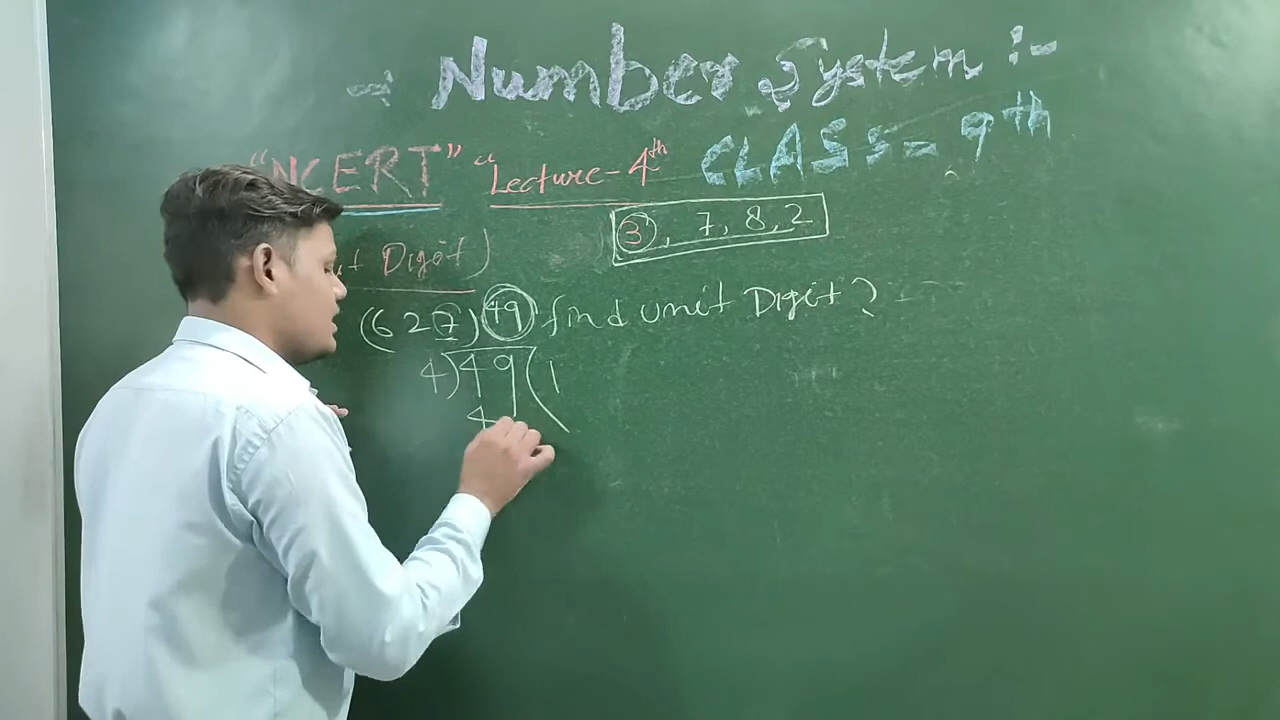 → Number System :-
"NCERT" "Lecture-4th CLASS = 9th
3, 7, 8, 2
Digit)
(627)49 find unit Digit?
4)49(1
4